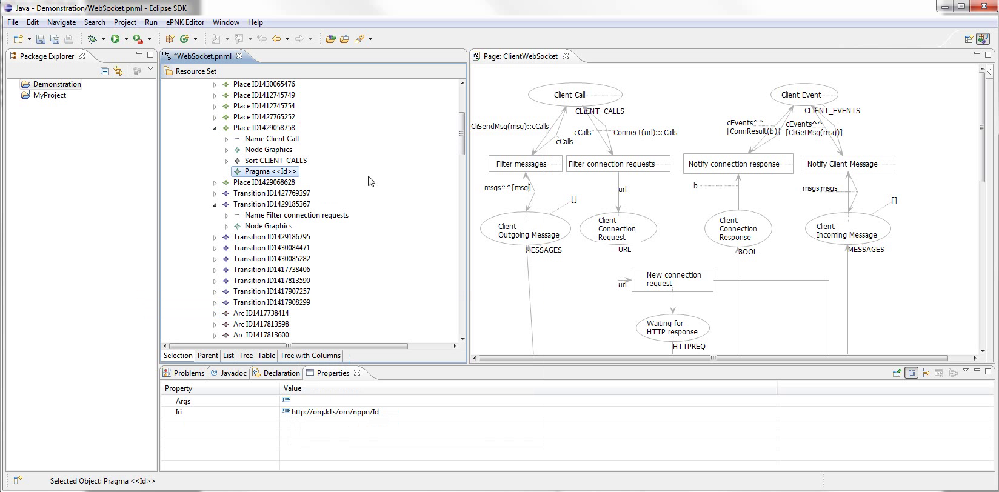 Java - Demonstration/WebSocket.pnml - Eclipse SDK
File Edit Navigate Search Project Run ePNK Editor Window Help
Package Explorer
Demonstration
MyProject
*WebSocket.pnml
Resource Set
Place ID1430065476
Place ID1412745749
Place ID1412745754
Place ID1427765252
Place ID1429058758
Name Client Call
Node Graphics
Sort CLIENT_CALLS
Pragma <<Id>>
Place ID1429068628
Transition ID1427769397
Transition ID1429185367
Name Filter connection requests
Node Graphics
Transition ID1429186795
Transition ID1430084471
Transition ID1430085282
Transition ID1417738406
Transition ID1417813590
Transition ID1417907257
Transition ID1417908299
Arc ID1417738414
Arc ID1417813598
Arc ID1417813600
Selection Parent List Tree Table Tree with Columns
Page: ClientWebSocket
Client Call
CLIENT_CALLS
Client Event
CLIENT_EVENTS
CliSendMsg(msg)::cCalls
cCalls
cCalls
Connect(url)::cCalls
cEvents^^
[ConnResult(b)]
cEvents^^
[CliGetMsg(msg)]
Filter messages
Filter connection requests
Notify connection response
Notify Client Message
msgs^^[msg]
[]
url
b
msgs:msgs
[]
Client
Outgoing Message
MESSAGES
Client
Connection
Request
URL
Client
Connection
Response
BOOL
Client
Incoming Message
MESSAGES
url
New connection
request
Waiting for
HTTP response
HTTPREQ
Problems @ Javadoc Declaration Properties
Property Value
Args
Iri http://org.k1s/orn/nppn/Id
Selected Object: Pragma <<Id>>